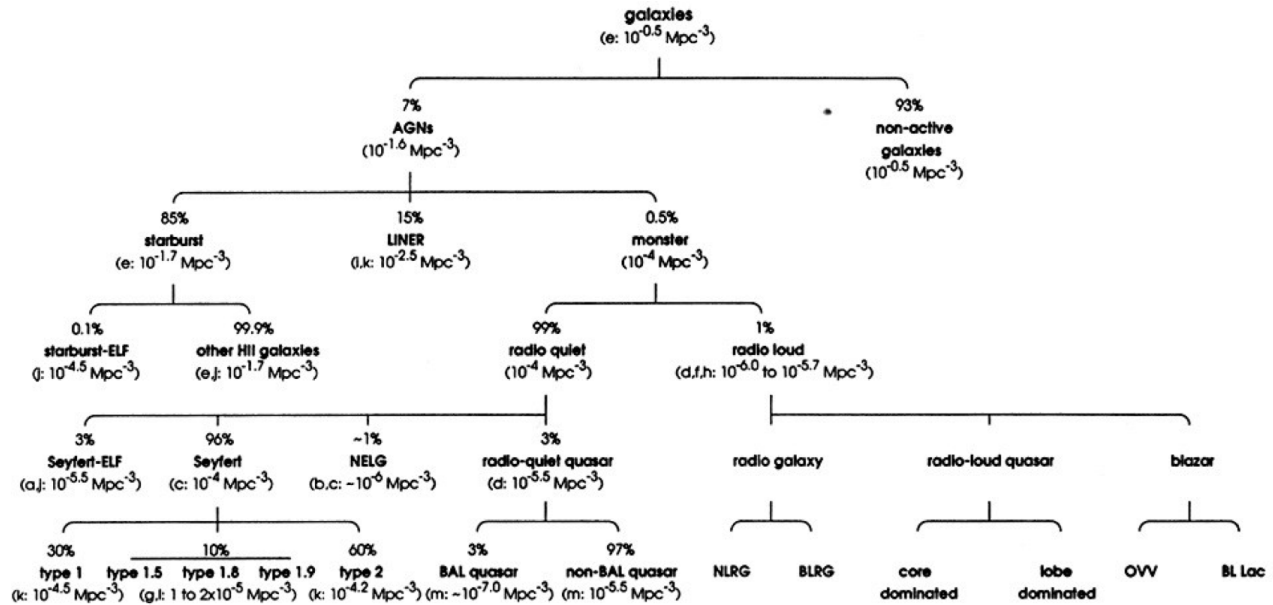 galaxies
(e: 10^-0.5 Mpc^-3)
7% 93%
AGNs non-active
(10^-1.6 Mpc^-3) galaxies
(10^-0.5 Mpc^-3)
85% 15% 0.5%
starburst LINER monster
(e: 10^-1.7 Mpc^-3) (i,k: 10^-2.5 Mpc^-3) (10^-4 Mpc^-3)
0.1% 99.9% 99% 1%
starburst-ELF other HII galaxies radio quiet radio loud
(j: 10^-4.5 Mpc^-3) (e,j: 10^-1.7 Mpc^-3) (10^-4 Mpc^-3) (d,f,h: 10^-6.0 to 10^-5.7 Mpc^-3)
3% 96% ~1% 3%
Seyfert-ELF Seyfert NELG radio-quiet quasar radio galaxy radio-loud quasar blazar
(a,j: 10^-5.5 Mpc^-3) (c: 10^-4 Mpc^-3) (b,c: ~10^-6 Mpc^-3) (d: 10^-5.5 Mpc^-3)
30% 10% 60% 3% 97%
type 1 type 1.5 type 1.8 type 1.9 type 2 BAL quasar non-BAL quasar NLRG BLRG core lobe OVV BL Lac
(k: 10^-4.5 Mpc^-3) (g,l: 1 to 2x10^-5 Mpc^-3) (k: 10^-4.2 Mpc^-3) (m: ~10^-7.0 Mpc^-3) (m: 10^-5.5 Mpc^-3) dominated dominated